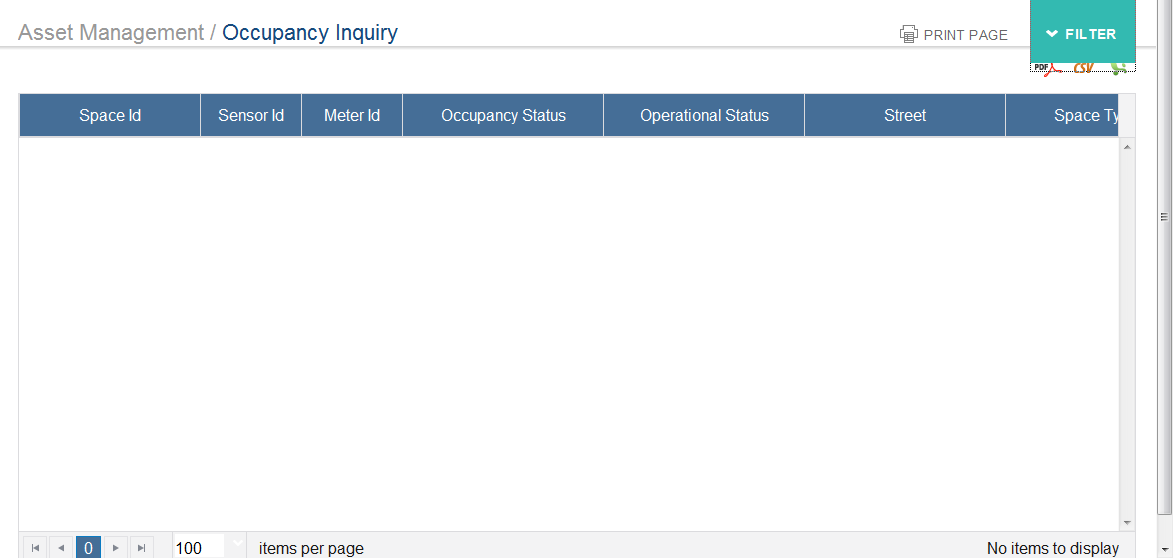 Asset Management / Occupancy Inquiry
PRINT PAGE
FILTER
PDF CSV
Space Id Sensor Id Meter Id Occupancy Status Operational Status Street Space Ty
0 100 items per page No items to display